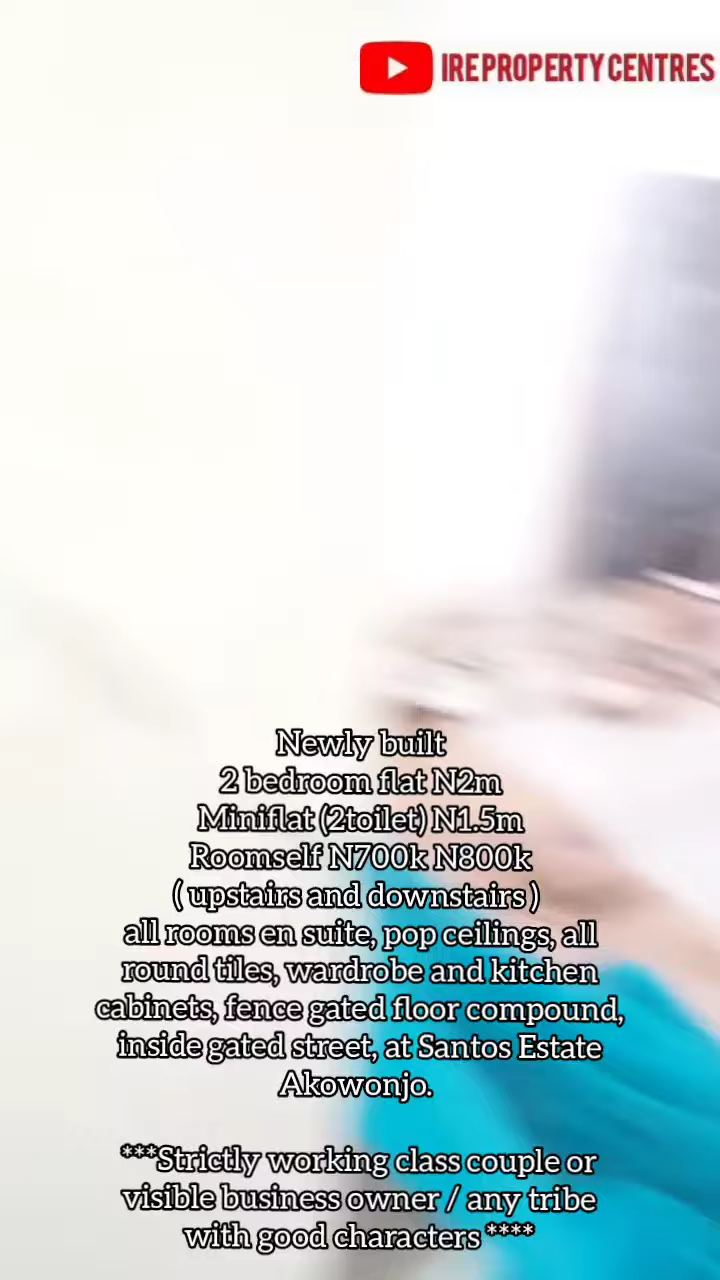 IRE PROPERTY CENTRES
Newly built
2 bedroom flat N2m
Miniflat (2toilet) N1.5m
Roomself N700k N800k
( upstairs and downstairs )
all rooms en suite, pop ceilings, all
round tiles, wardrobe and kitchen
cabinets, fence gated floor compound,
inside gated street, at Santos Estate
Akowonjo.
***Strictly working class couple or
visible business owner / any tribe
with good characters ****